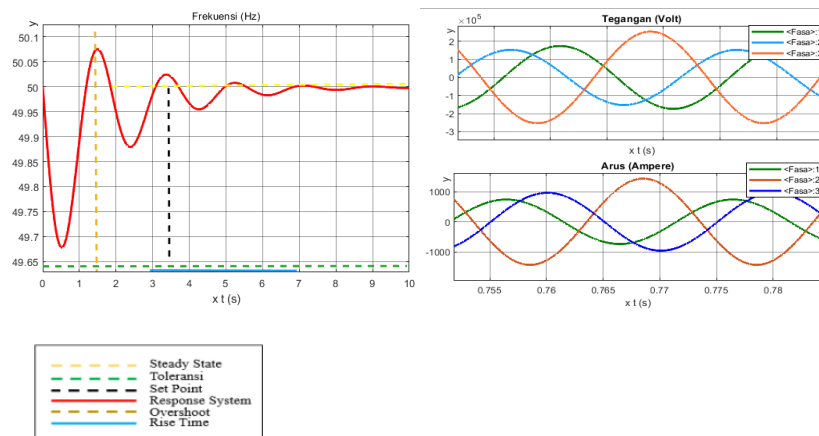 Frekuensi (Hz)
y
50.1
50.05
50
49.95
49.9
49.85
49.8
49.75
49.7
49.65
0 1 2 3 4 5 6 7 8 9 10
x t (s)
Tegangan (Volt)
×10^5
y
2
1
0
-1
-2
-3
<Fasa>:1
<Fasa>:2
<Fasa>:3
x t (s)
Arus (Ampere)
y
1000
0
-1000
<Fasa>:1
<Fasa>:2
<Fasa>:3
0.755 0.76 0.765 0.77 0.775 0.78
x t (s)
Steady State
Toleransi
Set Point
Response System
Overshoot
Rise Time